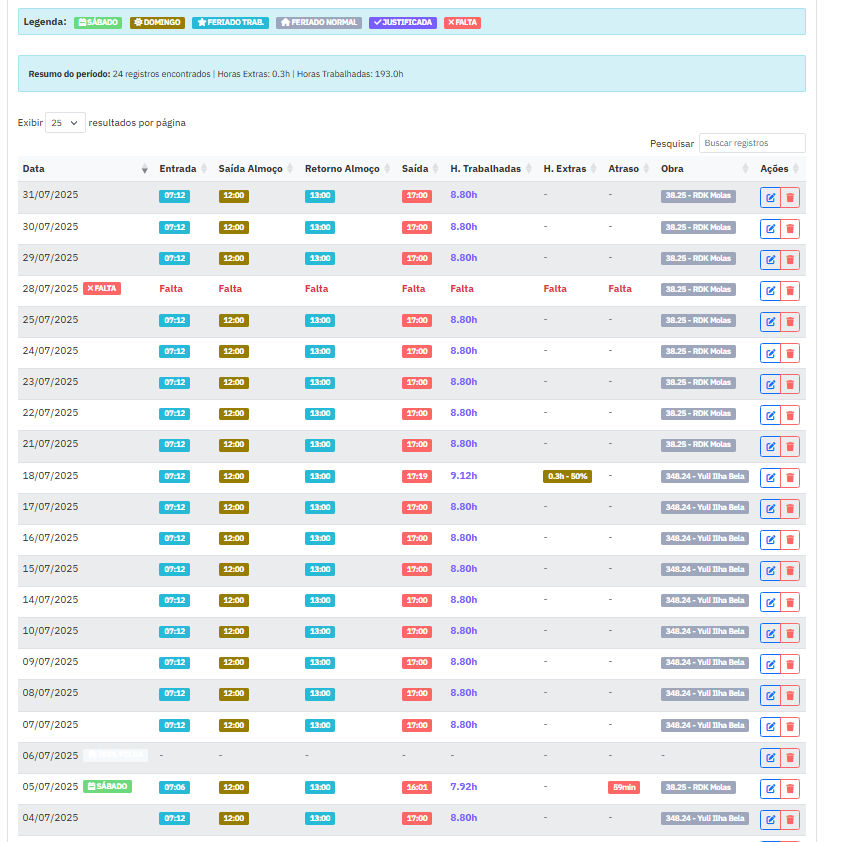 Legenda: SÁBADO DOMINGO FERIADO TRAB. FERIADO NORMAL JUSTIFICADA FALTA
Resumo do período: 24 registros encontrados | Horas Extras: 0.3h | Horas Trabalhadas: 193.0h
Exibir 25 resultados por página
Pesquisar Buscar registros
Data Entrada Saída Almoço Retorno Almoço Saída H. Trabalhadas H. Extras Atraso Obra Ações
31/07/2025 07:12 12:00 13:00 17:00 8.80h - - 38.25 - RDK Molas
30/07/2025 07:12 12:00 13:00 17:00 8.80h - - 38.25 - RDK Molas
29/07/2025 07:12 12:00 13:00 17:00 8.80h - - 38.25 - RDK Molas
28/07/2025 FALTA Falta Falta Falta Falta Falta Falta Falta 38.25 - RDK Molas
25/07/2025 07:12 12:00 13:00 17:00 8.80h - - 38.25 - RDK Molas
24/07/2025 07:12 12:00 13:00 17:00 8.80h - - 38.25 - RDK Molas
23/07/2025 07:12 12:00 13:00 17:00 8.80h - - 38.25 - RDK Molas
22/07/2025 07:12 12:00 13:00 17:00 8.80h - - 38.25 - RDK Molas
21/07/2025 07:12 12:00 13:00 17:00 8.80h - - 38.25 - RDK Molas
18/07/2025 07:12 12:00 13:00 17:19 9.12h 0.3h - 50% - 348.24 - Yuli Ilha Bela
17/07/2025 07:12 12:00 13:00 17:00 8.80h - - 348.24 - Yuli Ilha Bela
16/07/2025 07:12 12:00 13:00 17:00 8.80h - - 348.24 - Yuli Ilha Bela
15/07/2025 07:12 12:00 13:00 17:00 8.80h - - 348.24 - Yuli Ilha Bela
14/07/2025 07:12 12:00 13:00 17:00 8.80h - - 348.24 - Yuli Ilha Bela
10/07/2025 07:12 12:00 13:00 17:00 8.80h - - 348.24 - Yuli Ilha Bela
09/07/2025 07:12 12:00 13:00 17:00 8.80h - - 348.24 - Yuli Ilha Bela
08/07/2025 07:12 12:00 13:00 17:00 8.80h - - 348.24 - Yuli Ilha Bela
07/07/2025 07:12 12:00 13:00 17:00 8.80h - - 348.24 - Yuli Ilha Bela
06/07/2025 - - - - - - - -
05/07/2025 SÁBADO 07:06 12:00 13:00 16:01 7.92h - 59min 38.25 - RDK Molas
04/07/2025 07:12 12:00 13:00 17:00 8.80h - - 348.24 - Yuli Ilha Bela